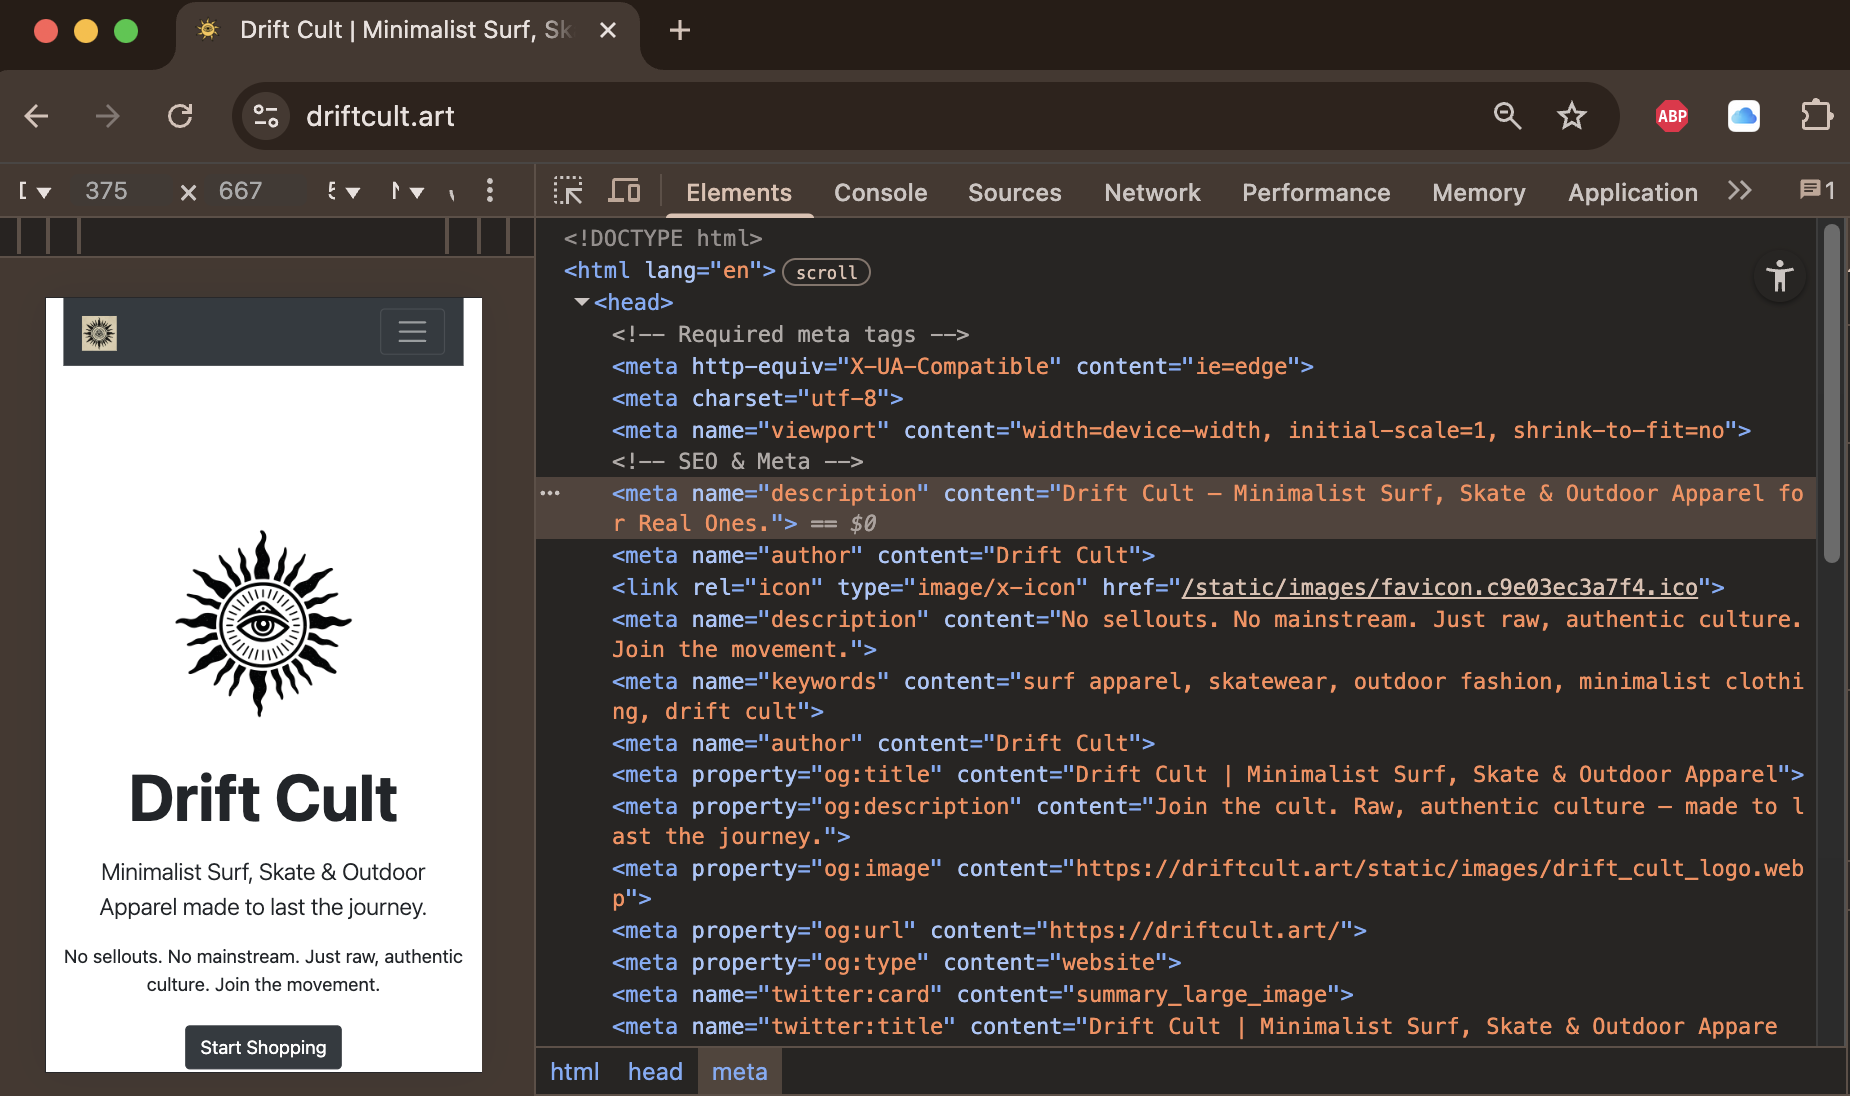 Drift Cult | Minimalist Surf, Sk
driftcult.art
ABP
375 × 667
Elements Console Sources Network Performance Memory Application 1
<!DOCTYPE html>
<html lang="en"> scroll
<head>
<!-- Required meta tags -->
<meta http-equiv="X-UA-Compatible" content="ie=edge">
<meta charset="utf-8">
<meta name="viewport" content="width=device-width, initial-scale=1, shrink-to-fit=no">
<!-- SEO & Meta -->
<meta name="description" content="Drift Cult – Minimalist Surf, Skate & Outdoor Apparel fo
r Real Ones."> == $0
<meta name="author" content="Drift Cult">
<link rel="icon" type="image/x-icon" href="/static/images/favicon.c9e03ec3a7f4.ico">
<meta name="description" content="No sellouts. No mainstream. Just raw, authentic culture.
Join the movement.">
<meta name="keywords" content="surf apparel, skatewear, outdoor fashion, minimalist clothi
ng, drift cult">
<meta name="author" content="Drift Cult">
<meta property="og:title" content="Drift Cult | Minimalist Surf, Skate & Outdoor Apparel">
<meta property="og:description" content="Join the cult. Raw, authentic culture — made to l
ast the journey.">
<meta property="og:image" content="https://driftcult.art/static/images/drift_cult_logo.web
p">
<meta property="og:url" content="https://driftcult.art/">
<meta property="og:type" content="website">
<meta name="twitter:card" content="summary_large_image">
<meta name="twitter:title" content="Drift Cult | Minimalist Surf, Skate & Outdoor Appare
html head meta
Drift Cult
Minimalist Surf, Skate & Outdoor
Apparel made to last the journey.
No sellouts. No mainstream. Just raw, authentic
culture. Join the movement.
Start Shopping